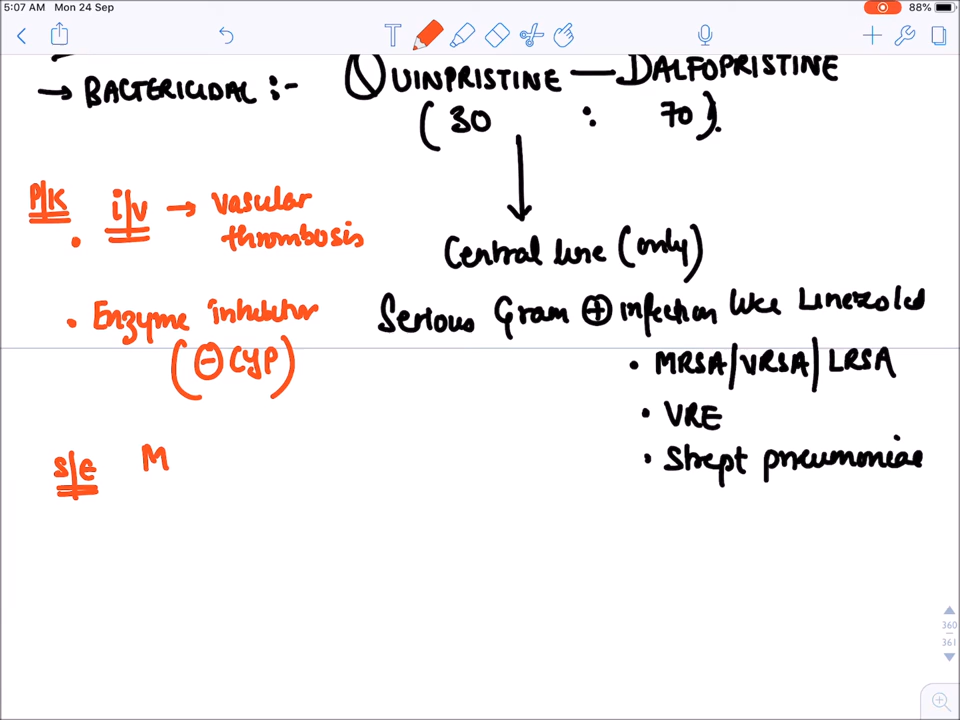 5:07 AM Mon 24 Sep
88%
T
→ BACTERICIDAL :- QUINPRISTINE — DALFOPRISTINE
(30 : 70).
P/K i/v → vascular thrombosis
Central line (only)
• Enzyme inhibitor
(⊖ CYP)
Serious Gram ⊕ infection like Linezolid
• MRSA/VRSA/LRSA
• VRE
• Strept pneumoniae
S/e M
360
361